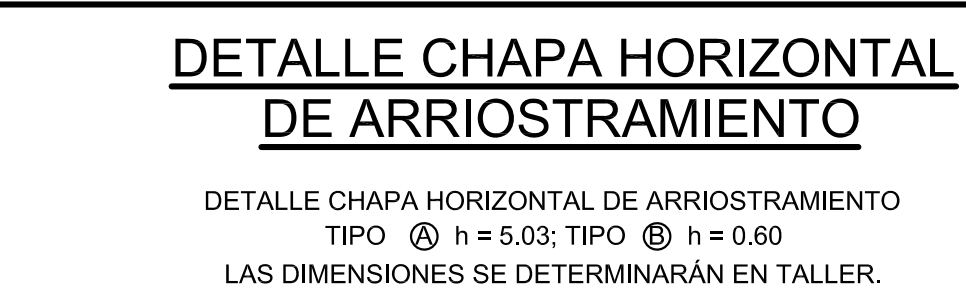 DETALLE CHAPA HORIZONTAL
DE ARRIOSTRAMIENTO
DETALLE CHAPA HORIZONTAL DE ARRIOSTRAMIENTO
TIPO Ⓐ h = 5.03; TIPO Ⓑ h = 0.60
LAS DIMENSIONES SE DETERMINARÁN EN TALLER.